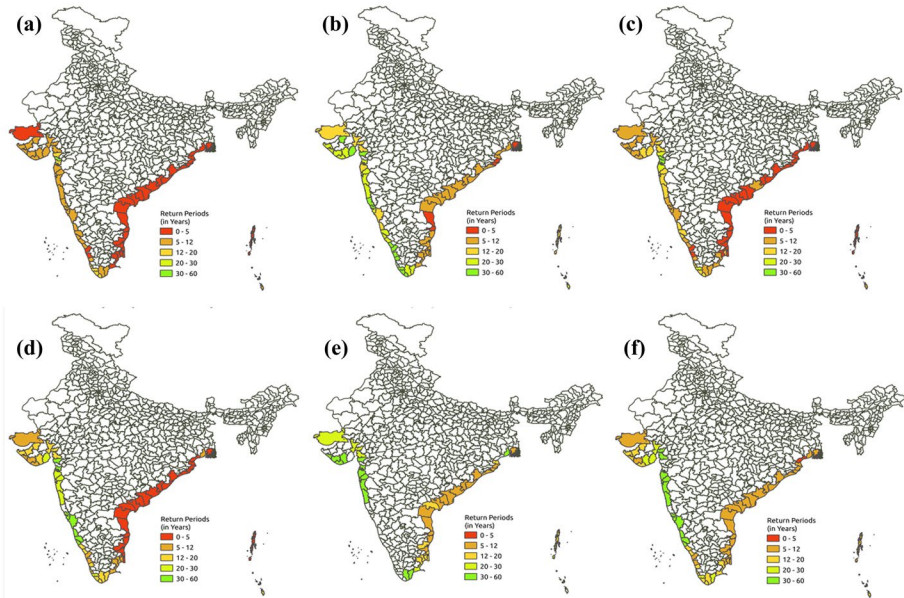 (a)
Return Periods
(in Years)
0 - 5
5 - 12
12 - 20
20 - 30
30 - 60
(b)
Return Periods
(in Years)
0 - 5
5 - 12
12 - 20
20 - 30
30 - 60
(c)
Return Periods
(in Years)
0 - 5
5 - 12
12 - 20
20 - 30
30 - 60
(d)
Return Periods
(in Years)
0 - 5
5 - 12
12 - 20
20 - 30
30 - 60
(e)
Return Periods
(in Years)
0 - 5
5 - 12
12 - 20
20 - 30
30 - 60
(f)
Return Periods
(in Years)
0 - 5
5 - 12
12 - 20
20 - 30
30 - 60